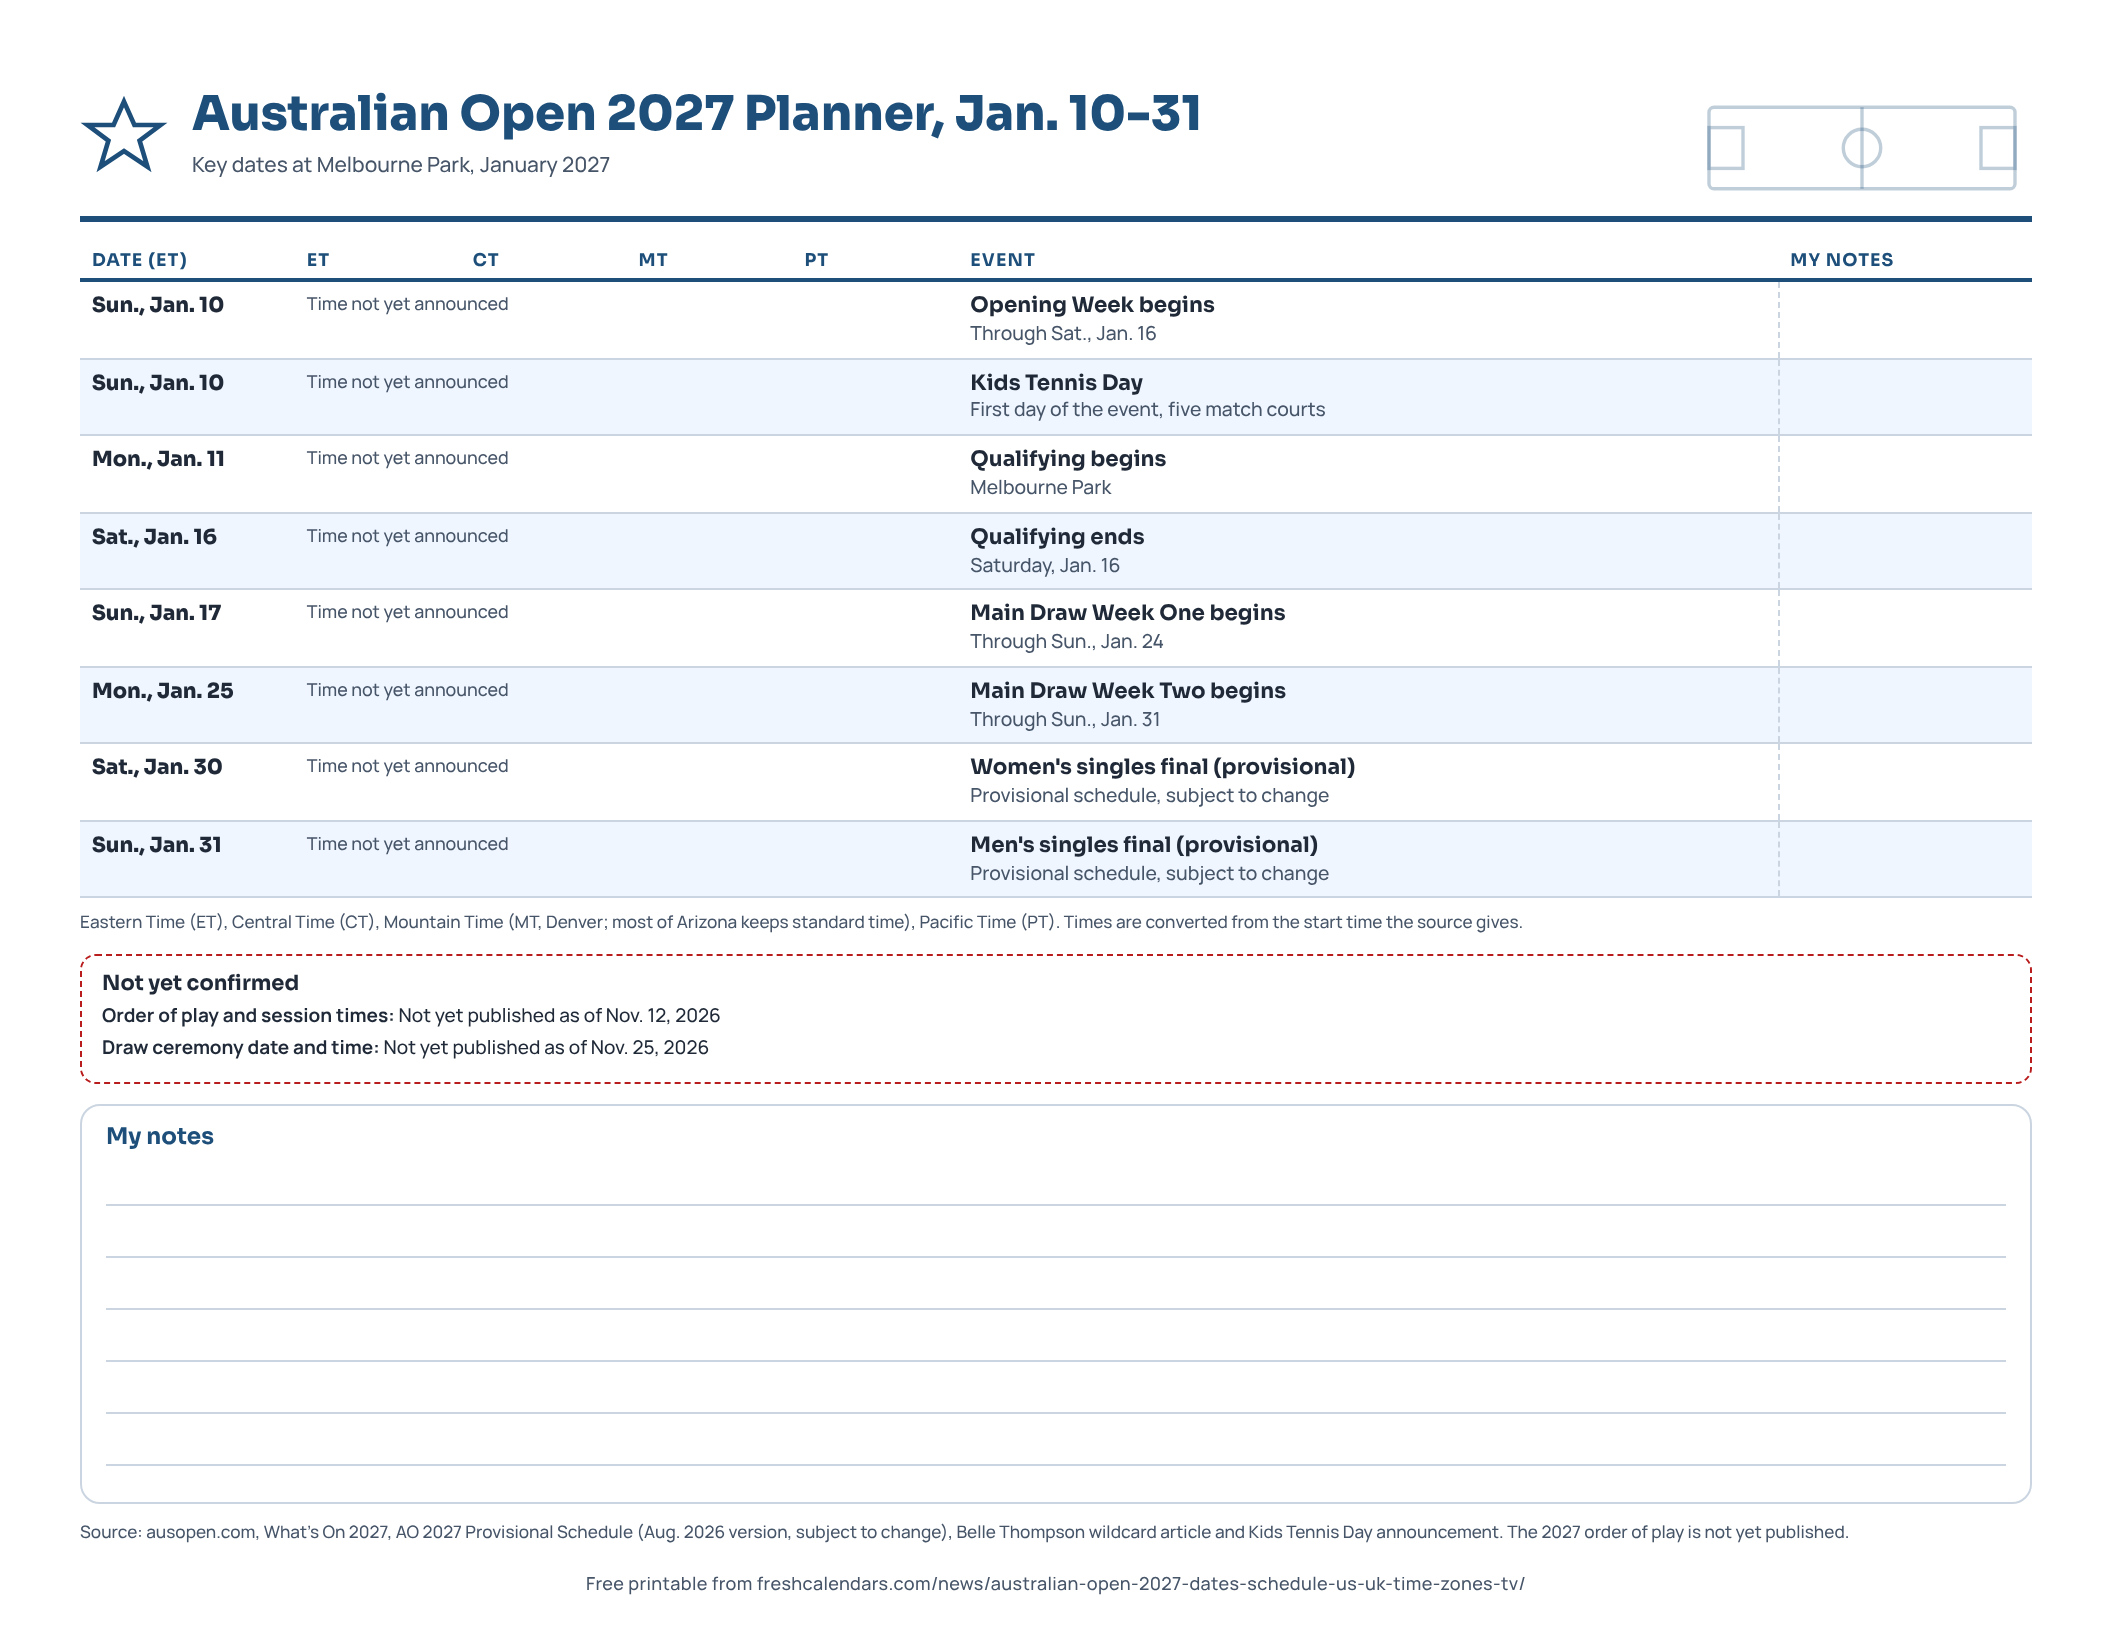 Australian Open 2027 Planner, Jan. 10–31
Key dates at Melbourne Park, January 2027
DATE (ET) ET CT MT PT EVENT MY NOTES
Sun., Jan. 10 Time not yet announced Opening Week begins
Through Sat., Jan. 16
Sun., Jan. 10 Time not yet announced Kids Tennis Day
First day of the event, five match courts
Mon., Jan. 11 Time not yet announced Qualifying begins
Melbourne Park
Sat., Jan. 16 Time not yet announced Qualifying ends
Saturday, Jan. 16
Sun., Jan. 17 Time not yet announced Main Draw Week One begins
Through Sun., Jan. 24
Mon., Jan. 25 Time not yet announced Main Draw Week Two begins
Through Sun., Jan. 31
Sat., Jan. 30 Time not yet announced Women's singles final (provisional)
Provisional schedule, subject to change
Sun., Jan. 31 Time not yet announced Men's singles final (provisional)
Provisional schedule, subject to change
Eastern Time (ET), Central Time (CT), Mountain Time (MT, Denver; most of Arizona keeps standard time), Pacific Time (PT). Times are converted from the start time the source gives.
Not yet confirmed
Order of play and session times: Not yet published as of Nov. 12, 2026
Draw ceremony date and time: Not yet published as of Nov. 25, 2026
My notes
Source: ausopen.com, What's On 2027, AO 2027 Provisional Schedule (Aug. 2026 version, subject to change), Belle Thompson wildcard article and Kids Tennis Day announcement. The 2027 order of play is not yet published.
Free printable from freshcalendars.com/news/australian-open-2027-dates-schedule-us-uk-time-zones-tv/